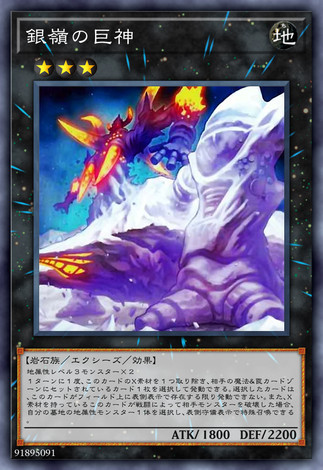 銀嶺の巨神
地
【岩石族／エクシーズ／効果】
地属性レベル３モンスター×２
１ターンに１度、このカードのX素材を１つ取り除き、相手の魔法&罠カードゾ
ーンにセットされているカード１枚を選択して発動できる。選択したカードは
、このカードがフィールド上に表側表示で存在する限り発動できない。また、X
素材を持っているこのカードが戦闘によって相手モンスターを破壊した場合、
自分の墓地の地属性モンスター１体を選択し、表側守備表示で特殊召喚できる
。
ATK/ 1800 DEF/2200
91895091